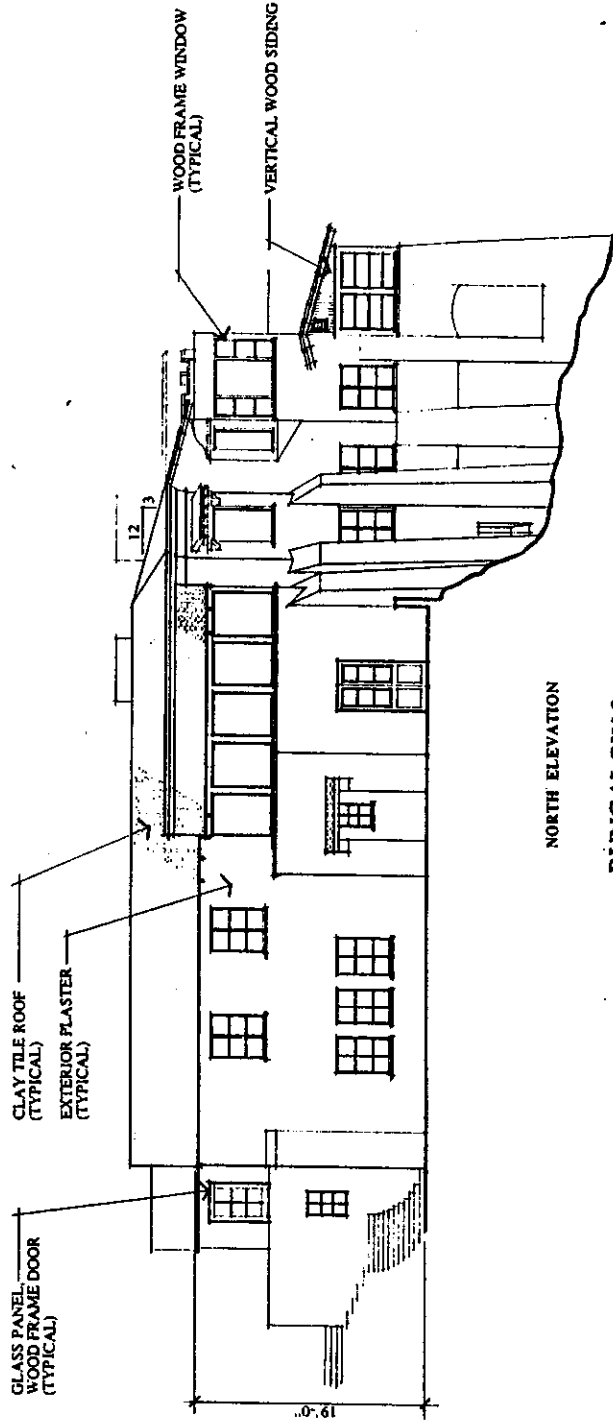 GLASS PANEL,
WOOD FRAME DOOR
(TYPICAL)
CLAY TILE ROOF
(TYPICAL)
EXTERIOR PLASTER
(TYPICAL)
12
3
WOOD FRAME WINDOW
(TYPICAL)
VERTICAL WOOD SIDING
19'-0"
NORTH ELEVATION